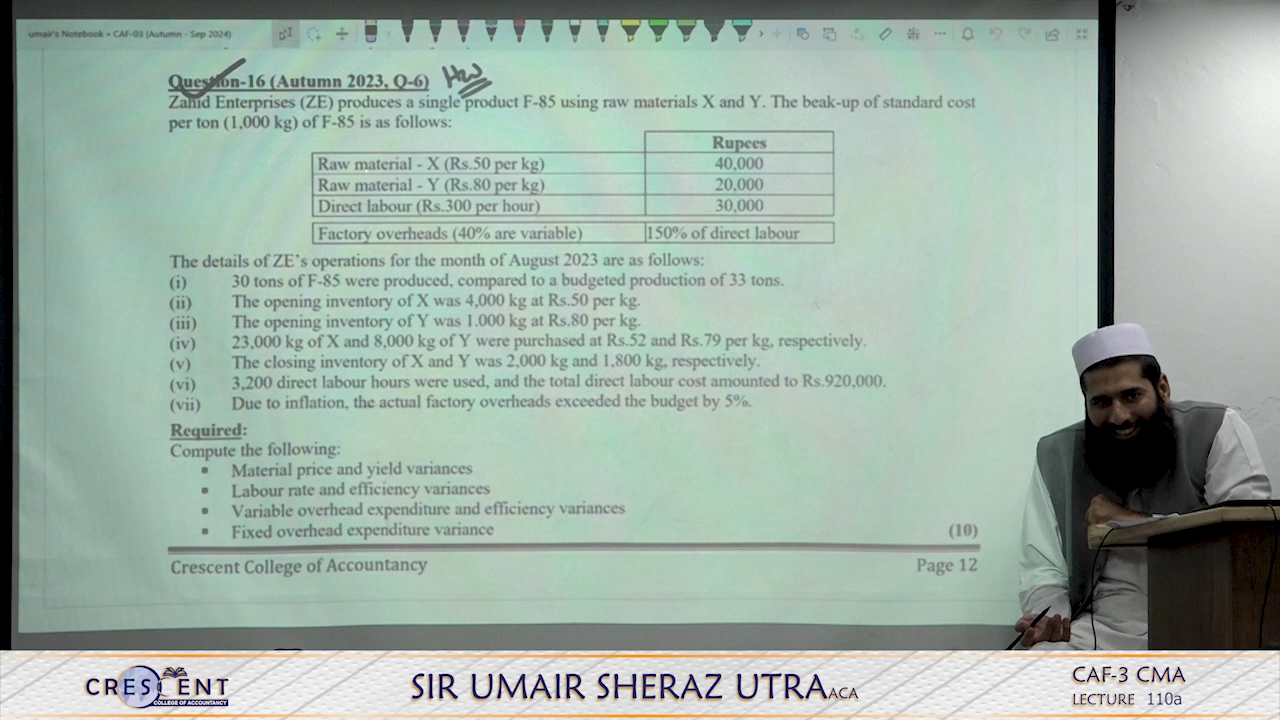 umair's Notebook • CAF-03 (Autumn - Sep 2024)
Question-16 (Autumn 2023, Q-6) HW
Zahid Enterprises (ZE) produces a single product F-85 using raw materials X and Y. The beak-up of standard cost
per ton (1,000 kg) of F-85 is as follows:
Rupees
Raw material - X (Rs.50 per kg) 40,000
Raw material - Y (Rs.80 per kg) 20,000
Direct labour (Rs.300 per hour) 30,000
Factory overheads (40% are variable) 150% of direct labour
The details of ZE's operations for the month of August 2023 are as follows:
(i) 30 tons of F-85 were produced, compared to a budgeted production of 33 tons.
(ii) The opening inventory of X was 4,000 kg at Rs.50 per kg.
(iii) The opening inventory of Y was 1.000 kg at Rs.80 per kg.
(iv) 23,000 kg of X and 8,000 kg of Y were purchased at Rs.52 and Rs.79 per kg, respectively.
(v) The closing inventory of X and Y was 2,000 kg and 1,800 kg, respectively.
(vi) 3,200 direct labour hours were used, and the total direct labour cost amounted to Rs.920,000.
(vii) Due to inflation, the actual factory overheads exceeded the budget by 5%.
Required:
Compute the following:
▪ Material price and yield variances
▪ Labour rate and efficiency variances
▪ Variable overhead expenditure and efficiency variances
▪ Fixed overhead expenditure variance (10)
Crescent College of Accountancy Page 12
CRESCENT
COLLEGE OF ACCOUNTANCY
SIR UMAIR SHERAZ UTRA ACA
CAF-3 CMA
LECTURE 110a